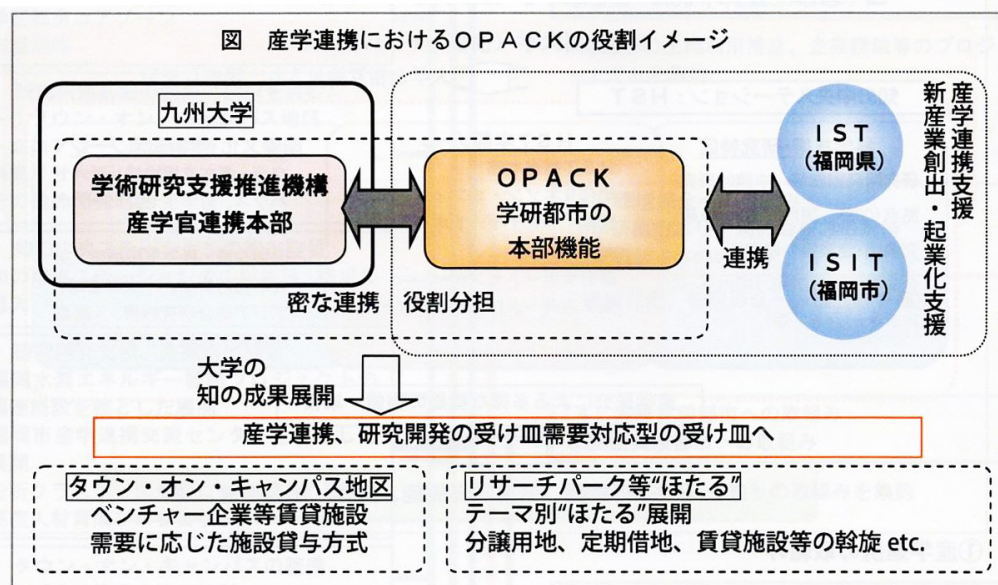 図　産学連携におけるＯＰＡＣＫの役割イメージ
九州大学
学術研究支援推進機構
産学官連携本部
ＯＰＡＣＫ
学研都市の
本部機能
密な連携　役割分担
連携
ＩＳＴ
（福岡県）
ＩＳＩＴ
（福岡市）
産学連携支援
新産業創出・起業化支援
大学の
知の成果展開
産学連携、研究開発の受け皿需要対応型の受け皿へ
タウン・オン・キャンパス地区
ベンチャー企業等賃貸施設
需要に応じた施設貸与方式
リサーチパーク等“ほたる”
テーマ別“ほたる”展開
分譲用地、定期借地、賃貸施設等の斡旋 etc.